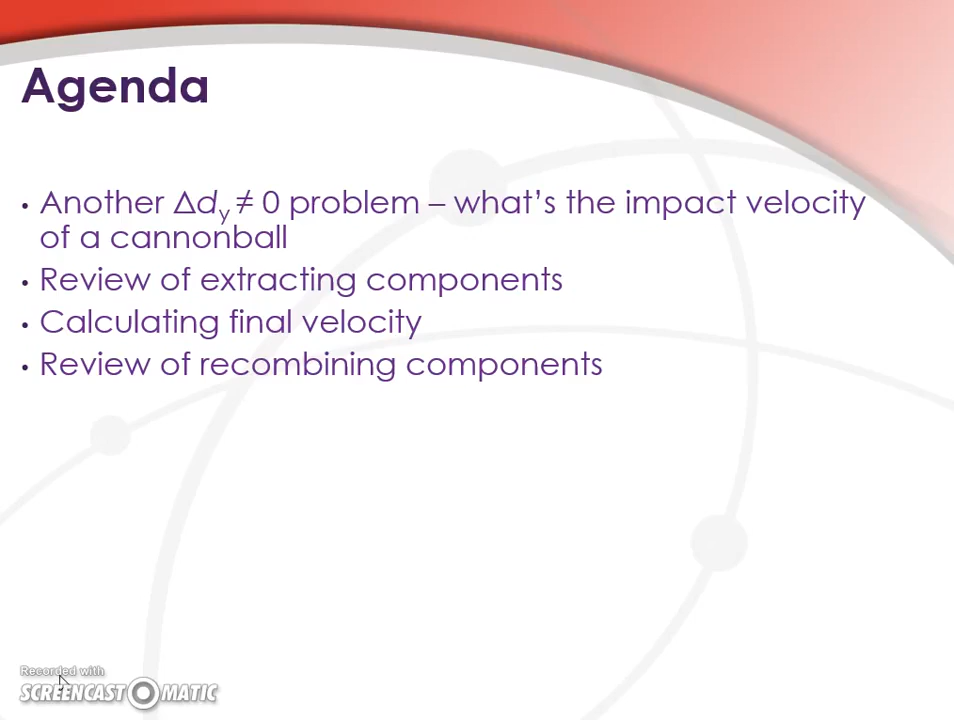 Agenda
• Another Δdy ≠ 0 problem – what's the impact velocity
of a cannonball
• Review of extracting components
• Calculating final velocity
• Review of recombining components
Recorded with
SCREENCAST-O-MATIC